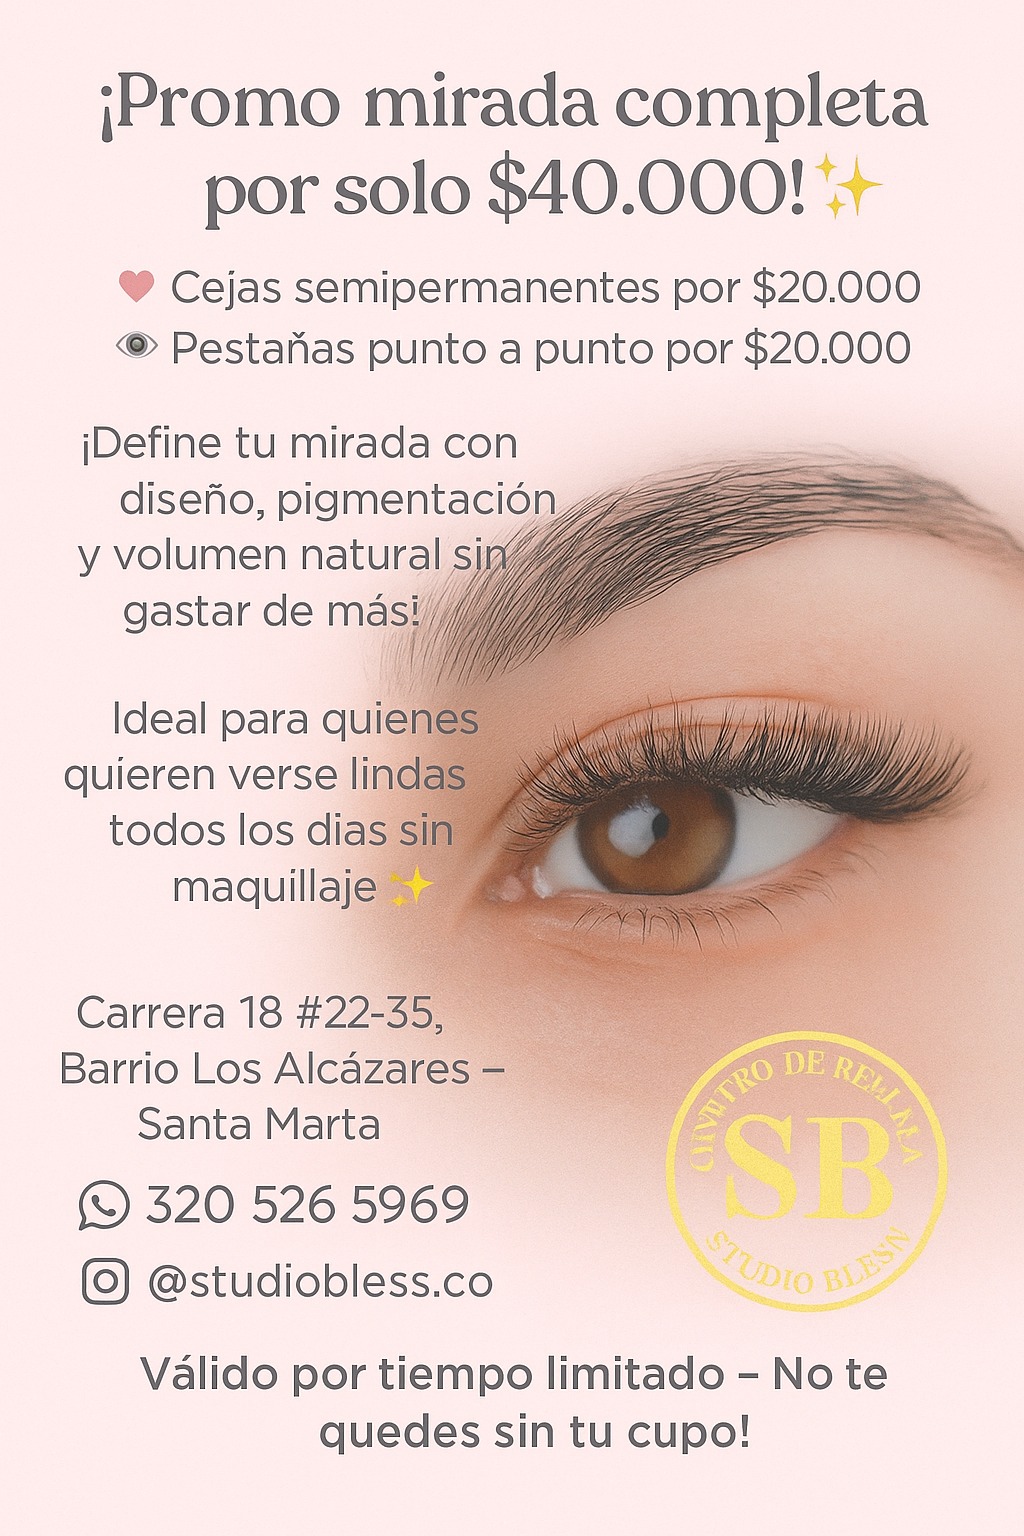 ¡Promo mirada completa
por solo $40.000!✨
Cejas semipermanentes por $20.000
Pestaňas punto a punto por $20.000
¡Define tu mirada con
diseño, pigmentación
y volumen natural sin
gastar de más!
Ideal para quienes
quieren verse lindas
todos los dias sin
maquillaje ✨
Carrera 18 #22-35,
Barrio Los Alcázares –
Santa Marta
320 526 5969
@studiobless.co
DE
SB
STUDIO
Válido por tiempo limitado – No te
quedes sin tu cupo!